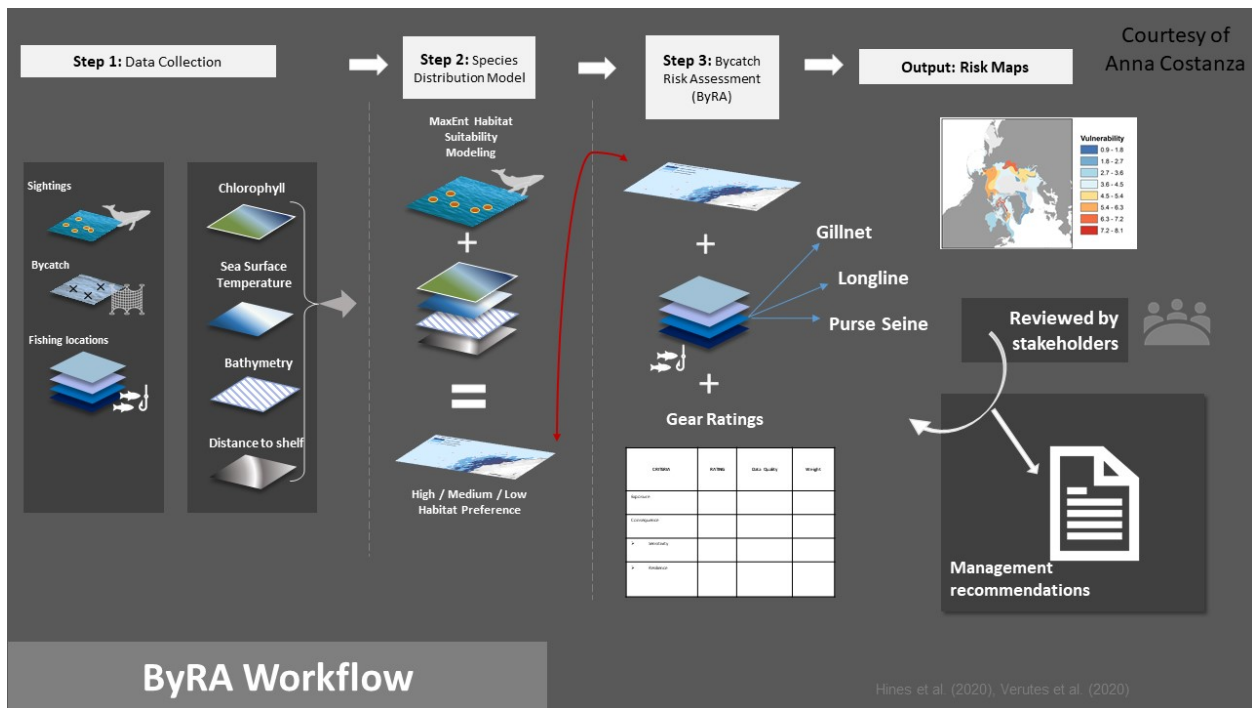 Step 1: Data Collection
Step 2: Species
Distribution Model
Step 3: Bycatch
Risk Assessment
(ByRA)
Output: Risk Maps
Courtesy of
Anna Costanza
Sightings
Bycatch
Fishing locations
Chlorophyll
Sea Surface
Temperature
Bathymetry
Distance to shelf
MaxEnt Habitat
Suitability
Modeling
+
=
High / Medium / Low
Habitat Preference
+
Gillnet
Longline
Purse Seine
+
Gear Ratings
CRITERIA RATING Data Quality Weight
Exposure
Consequence
Sensitivity
Resilience
Vulnerability
0.9 - 1.8
1.8 - 2.7
2.7 - 3.6
3.6 - 4.5
4.5 - 5.4
5.4 - 6.3
6.3 - 7.2
7.2 - 8.1
Reviewed by
stakeholders
Management
recommendations
ByRA Workflow
Hines et al. (2020), Verutes et al. (2020)